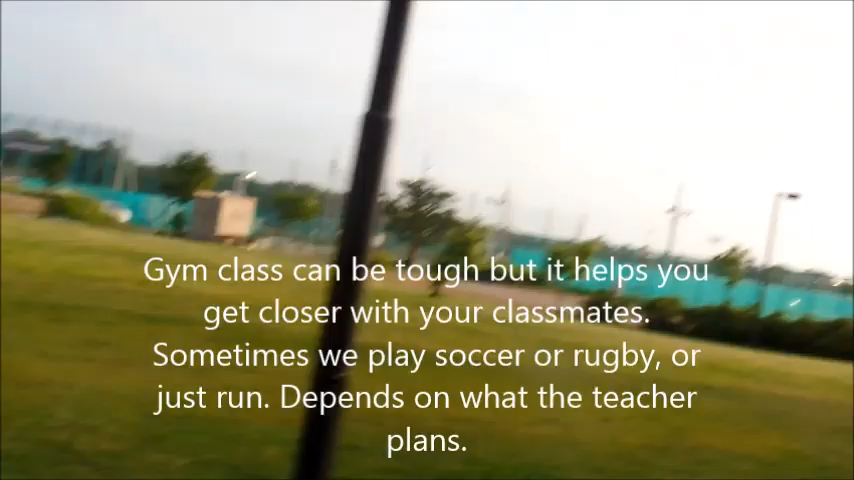 Gym class can be tough but it helps you
get closer with your classmates.
Sometimes we play soccer or rugby, or
just run. Depends on what the teacher
plans.